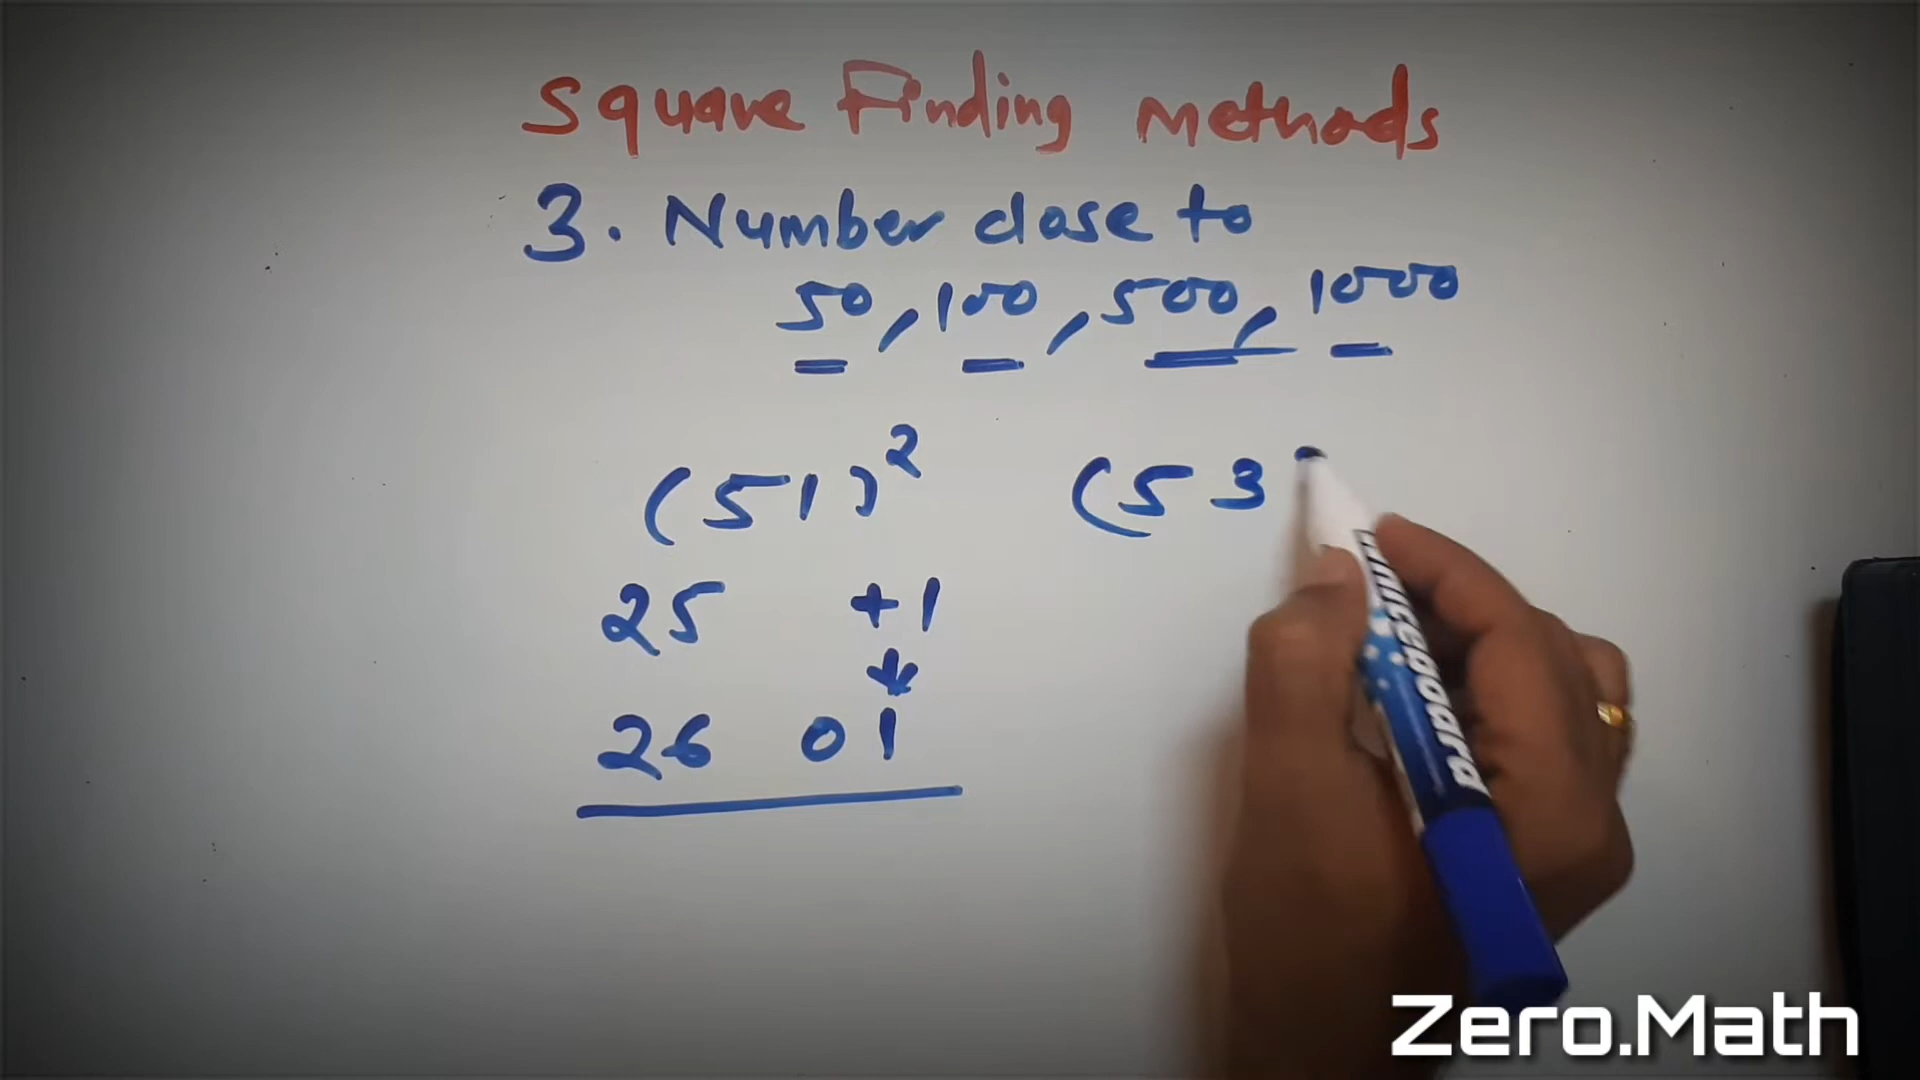 Square Finding Methods
3. Number close to
50, 100, 500, 1000
(51)² (53
25 +1
26 01
Zero.Math